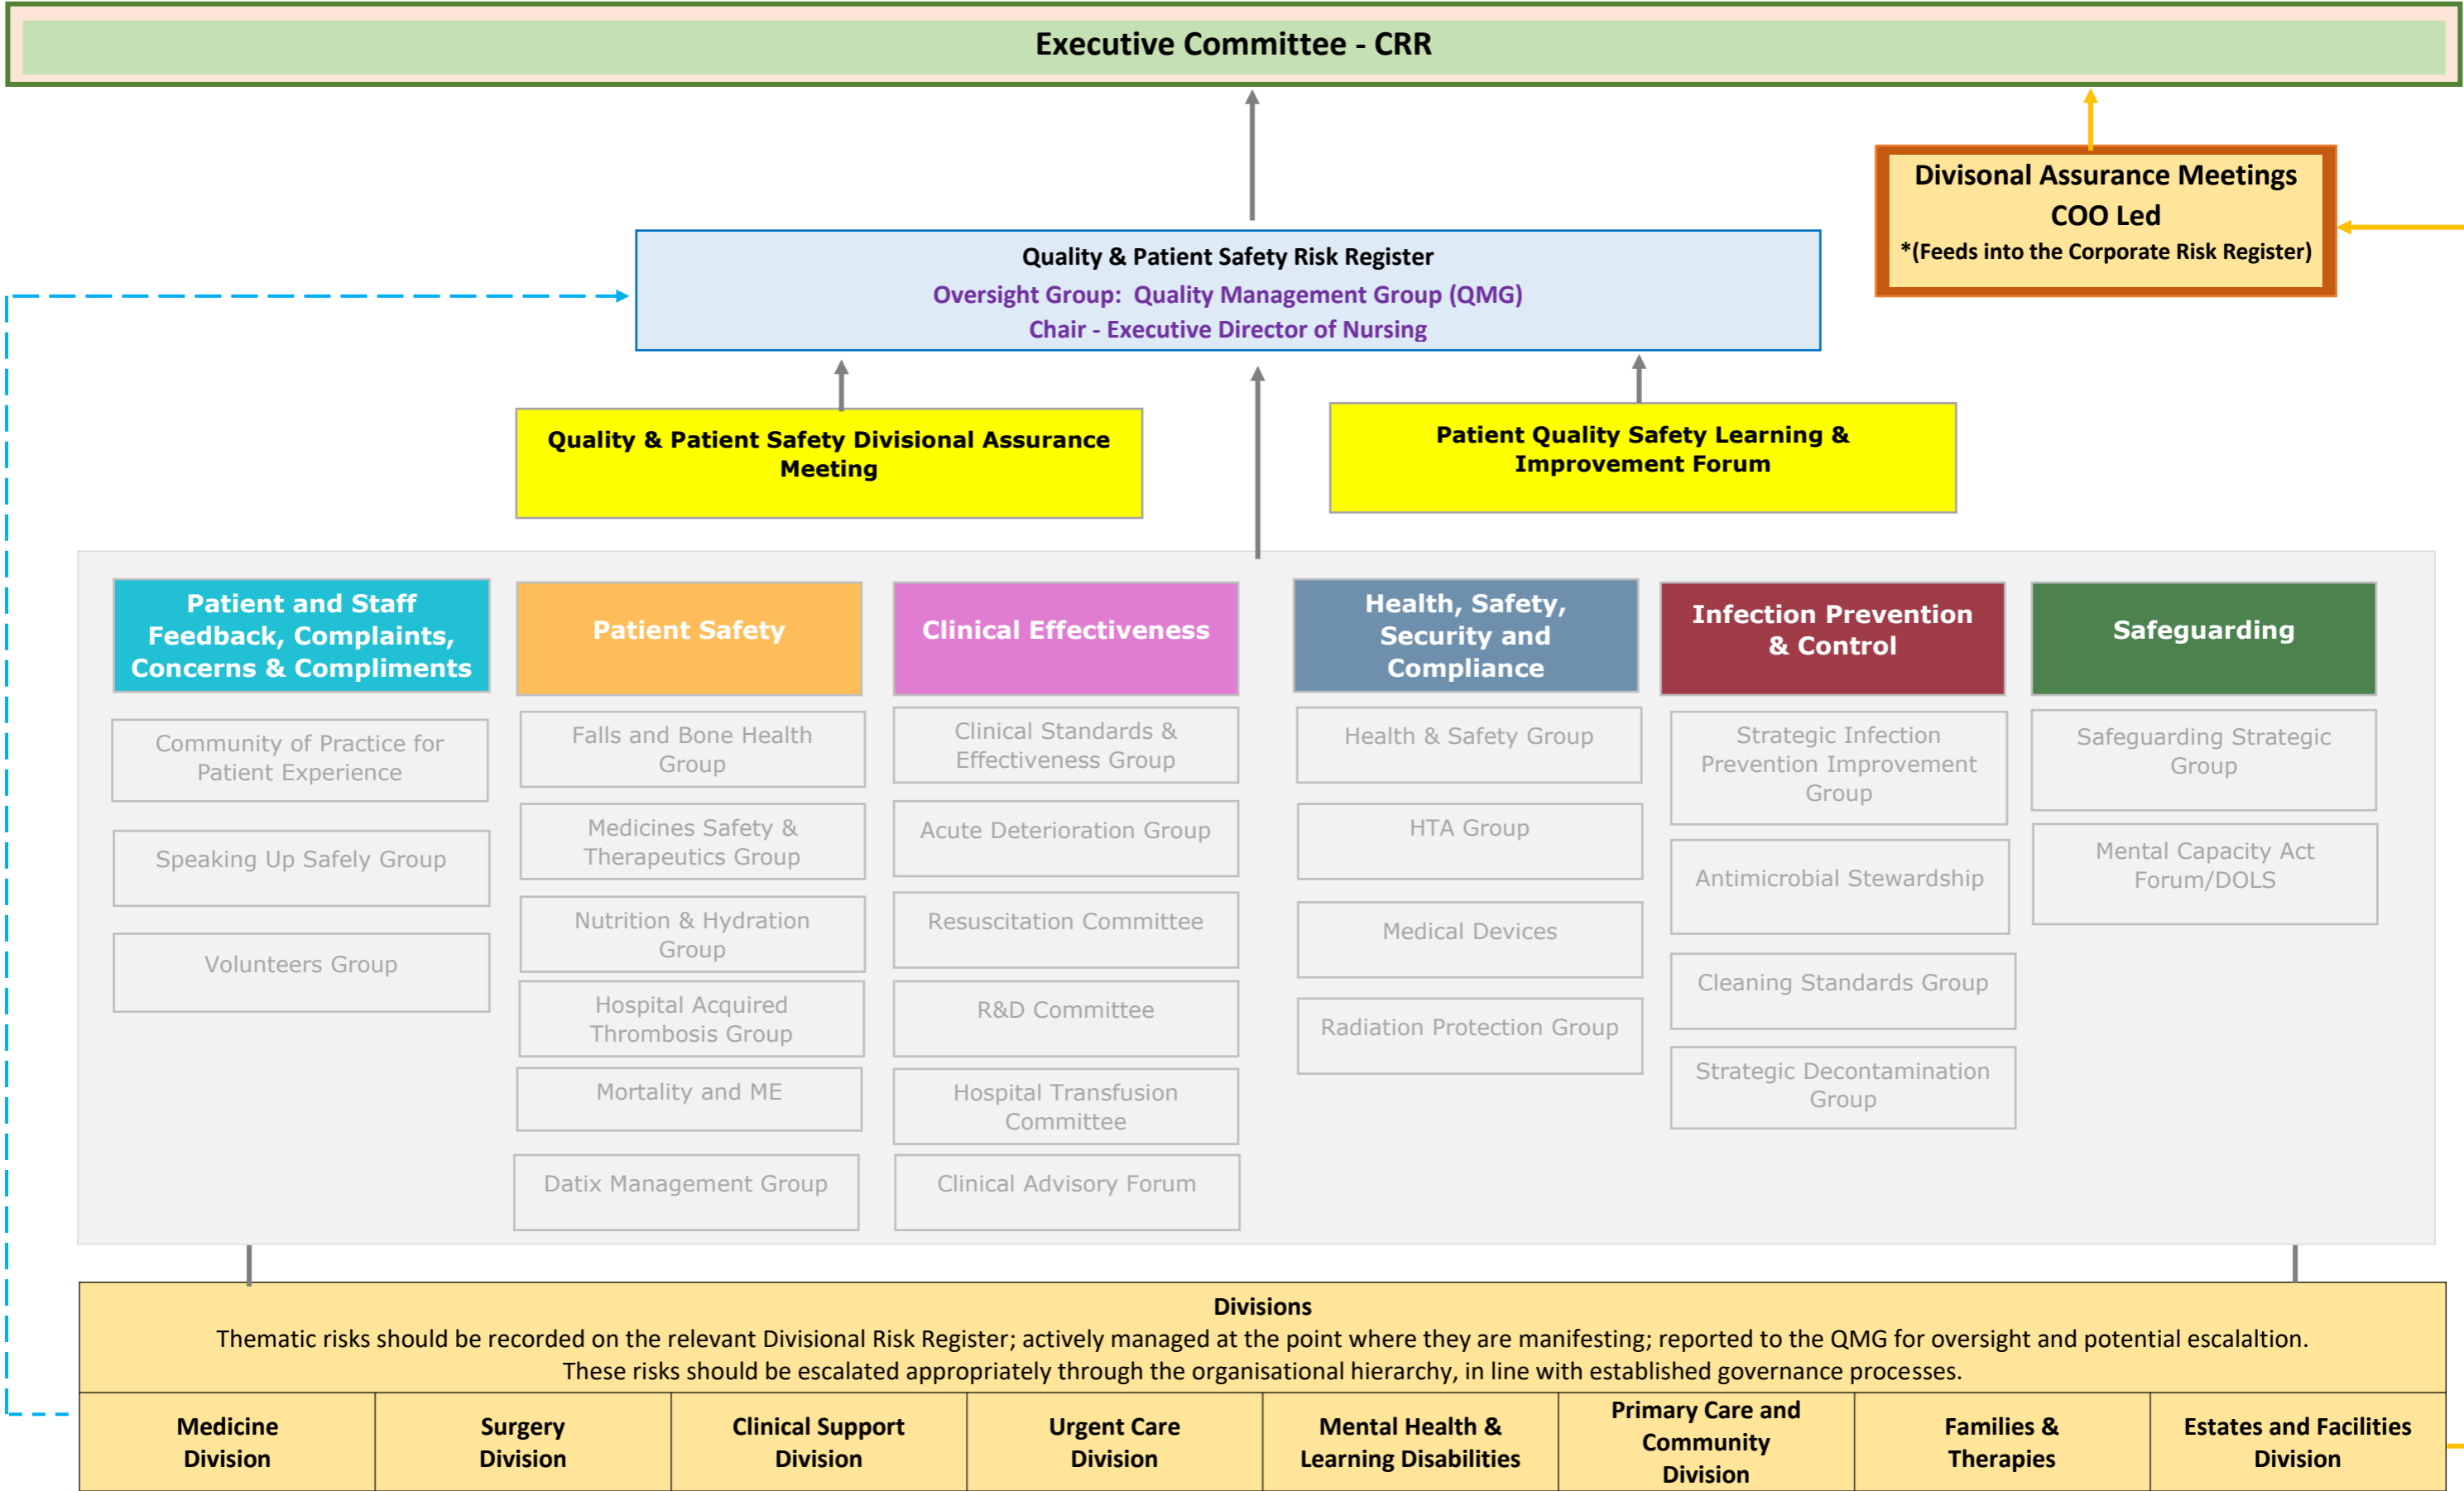 Executive Committee - CRR
Divisonal Assurance Meetings
COO Led
*(Feeds into the Corporate Risk Register)
Quality & Patient Safety Risk Register
Oversight Group:  Quality Management Group (QMG)
Chair - Executive Director of Nursing
Quality & Patient Safety Divisional Assurance
Meeting
Patient Quality Safety Learning &
Improvement Forum
Patient and Staff
Feedback, Complaints,
Concerns & Compliments
Community of Practice for
Patient Experience
Speaking Up Safely Group
Volunteers Group
Patient Safety
Falls and Bone Health
Group
Medicines Safety &
Therapeutics Group
Nutrition & Hydration
Group
Hospital Acquired
Thrombosis Group
Mortality and ME
Datix Management Group
Clinical Effectiveness
Clinical Standards &
Effectiveness Group
Acute Deterioration Group
Resuscitation Committee
R&D Committee
Hospital Transfusion
Committee
Clinical Advisory Forum
Health, Safety,
Security and
Compliance
Health & Safety Group
HTA Group
Medical Devices
Radiation Protection Group
Infection Prevention
& Control
Strategic Infection
Prevention Improvement
Group
Antimicrobial Stewardship
Cleaning Standards Group
Strategic Decontamination
Group
Safeguarding
Safeguarding Strategic
Group
Mental Capacity Act
Forum/DOLS
Divisions
Thematic risks should be recorded on the relevant Divisional Risk Register; actively managed at the point where they are manifesting; reported to the QMG for oversight and potential escalaltion.
These risks should be escalated appropriately through the organisational hierarchy, in line with established governance processes.
Medicine
Division
Surgery
Division
Clinical Support
Division
Urgent Care
Division
Mental Health &
Learning Disabilities
Primary Care and
Community
Division
Families &
Therapies
Estates and Facilities
Division